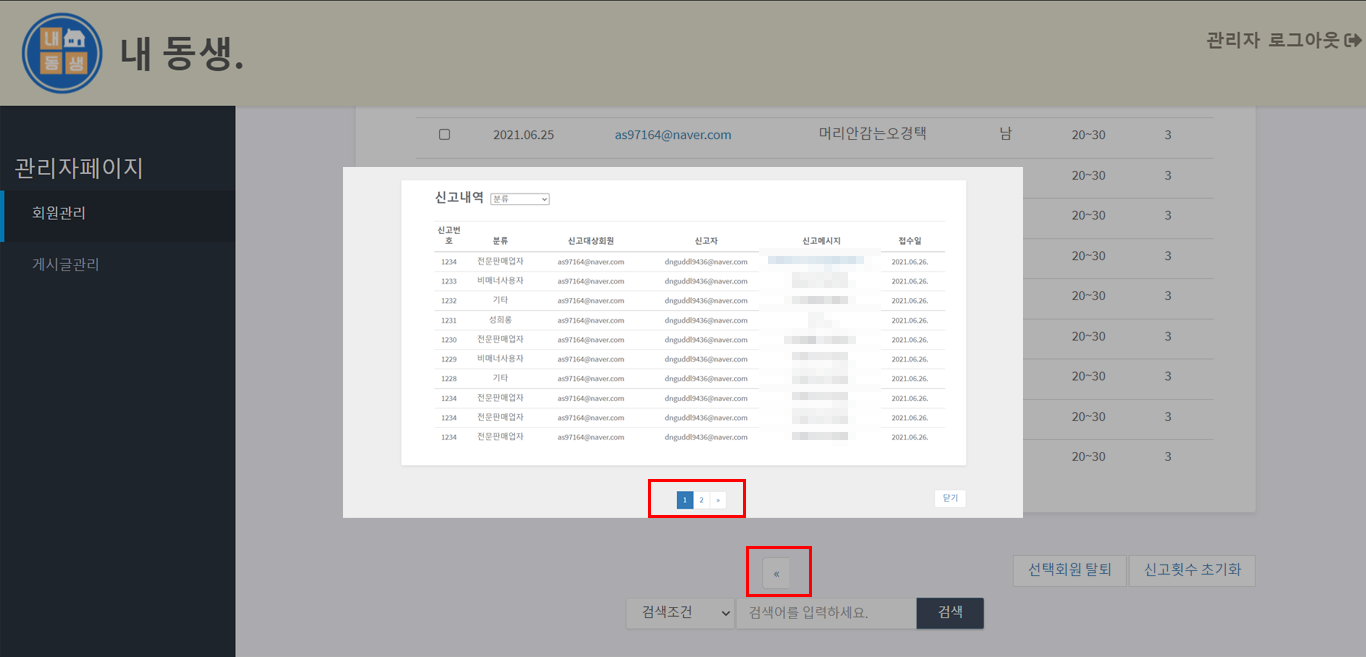 내
동 생
내 동생.
관리자 로그아웃
관리자페이지
회원관리
게시글관리
2021.06.25 as97164@naver.com 머리안감는오경택 남 20~30 3
20~30 3
20~30 3
20~30 3
20~30 3
20~30 3
20~30 3
20~30 3
20~30 3
신고내역 분류
신고번호 분류 신고대상회원 신고자 신고메시지 접수일
1234 전문판매업자 as97164@naver.com dnguddl9436@naver.com 2021.06.26.
1233 비매너사용자 as97164@naver.com dnguddl9436@naver.com 2021.06.26.
1232 기타 as97164@naver.com dnguddl9436@naver.com 2021.06.26.
1231 성희롱 as97164@naver.com dnguddl9436@naver.com 2021.06.26.
1230 전문판매업자 as97164@naver.com dnguddl9436@naver.com 2021.06.26.
1229 비매너사용자 as97164@naver.com dnguddl9436@naver.com 2021.06.26.
1228 기타 as97164@naver.com dnguddl9436@naver.com 2021.06.26.
1234 전문판매업자 as97164@naver.com dnguddl9436@naver.com 2021.06.26.
1234 전문판매업자 as97164@naver.com dnguddl9436@naver.com 2021.06.26.
1234 전문판매업자 as97164@naver.com dnguddl9436@naver.com 2021.06.26.
1 2 »
닫기
«
선택회원 탈퇴 신고횟수 초기화
검색조건 검색어를 입력하세요. 검색